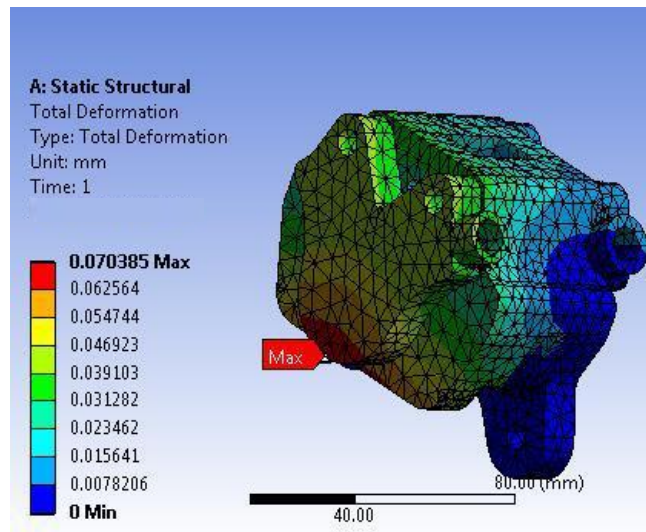 A: Static Structural
Total Deformation
Type: Total Deformation
Unit: mm
Time: 1
0.070385 Max
0.062564
0.054744
0.046923
0.039103
0.031282
0.023462
0.015641
0.0078206
0 Min
Max
80.00 (mm)
40.00